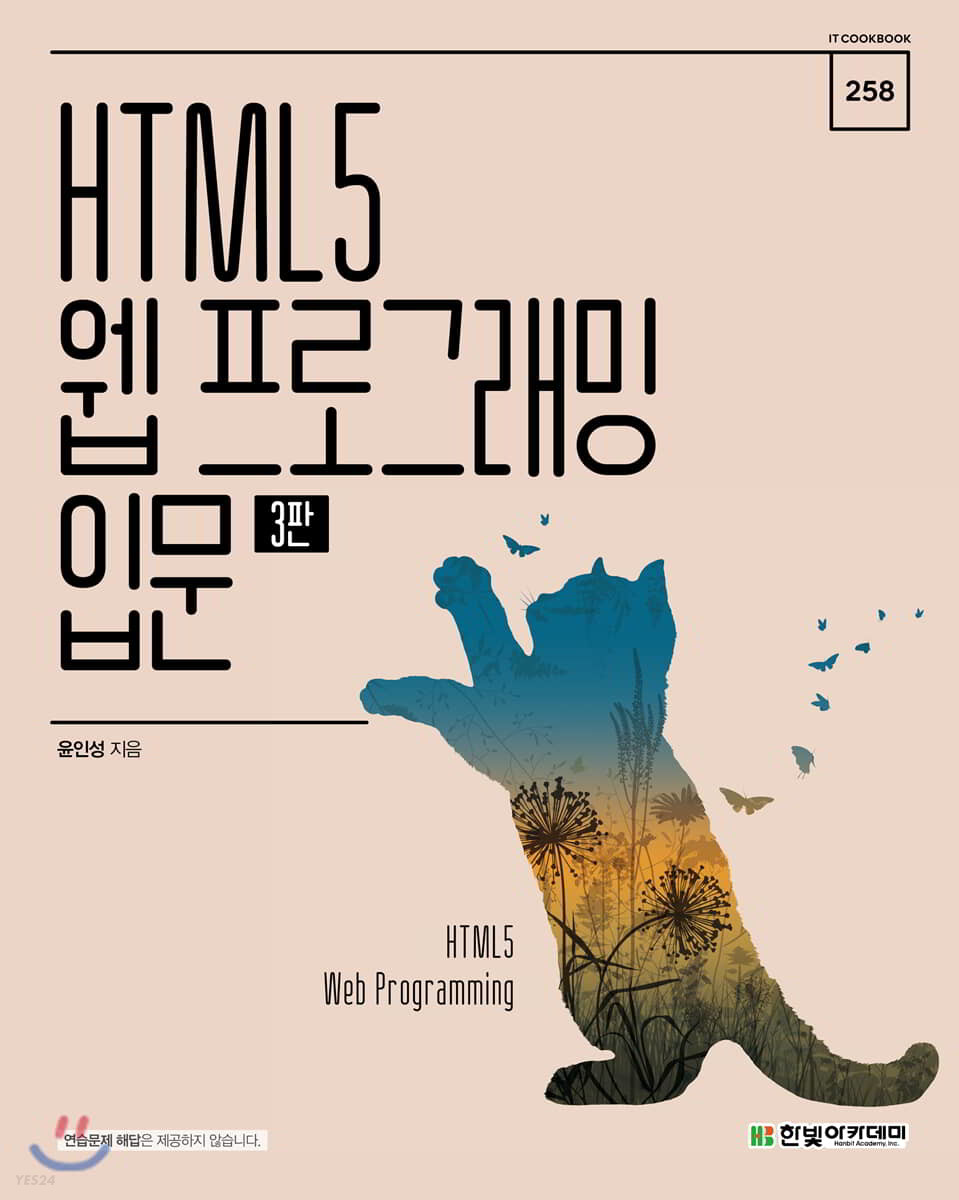 IT COOKBOOK
258
HTML5
웹 프로그래밍
입문 3판
윤인성 지음
HTML5
Web Programming
연습문제 해답은 제공하지 않습니다.
YES24
HB 한빛아카데미
Hanbit Academy, Inc.